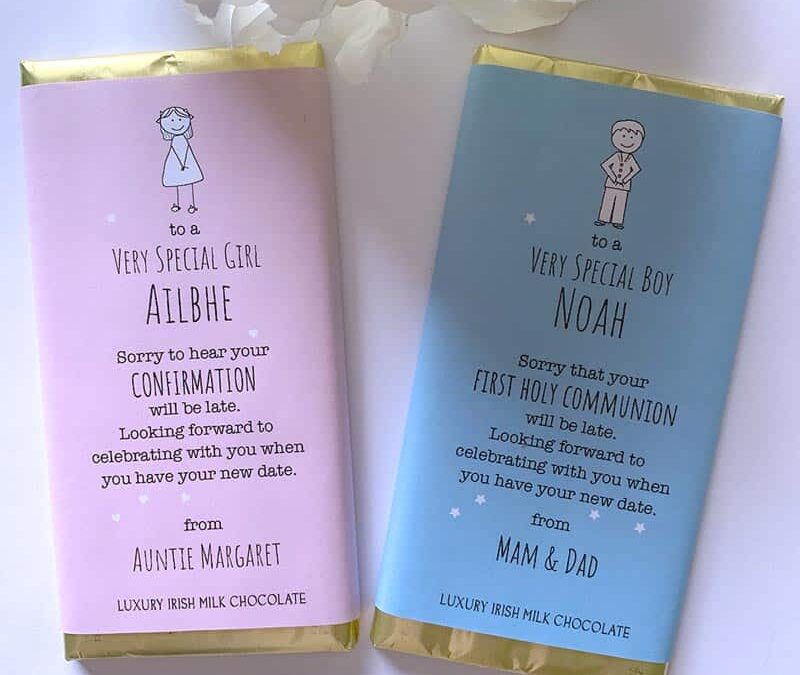 to a
VERY SPECIAL GIRL
AILBHE
Sorry to hear your
CONFIRMATION
will be late.
Looking forward to
celebrating with you when
you have your new date.
from
AUNTIE MARGARET
LUXURY IRISH MILK CHOCOLATE
to a
VERY SPECIAL BOY
NOAH
Sorry that your
FIRST HOLY COMMUNION
will be late.
Looking forward to
celebrating with you when
you have your new date.
from
MAM & DAD
LUXURY IRISH MILK CHOCOLATE